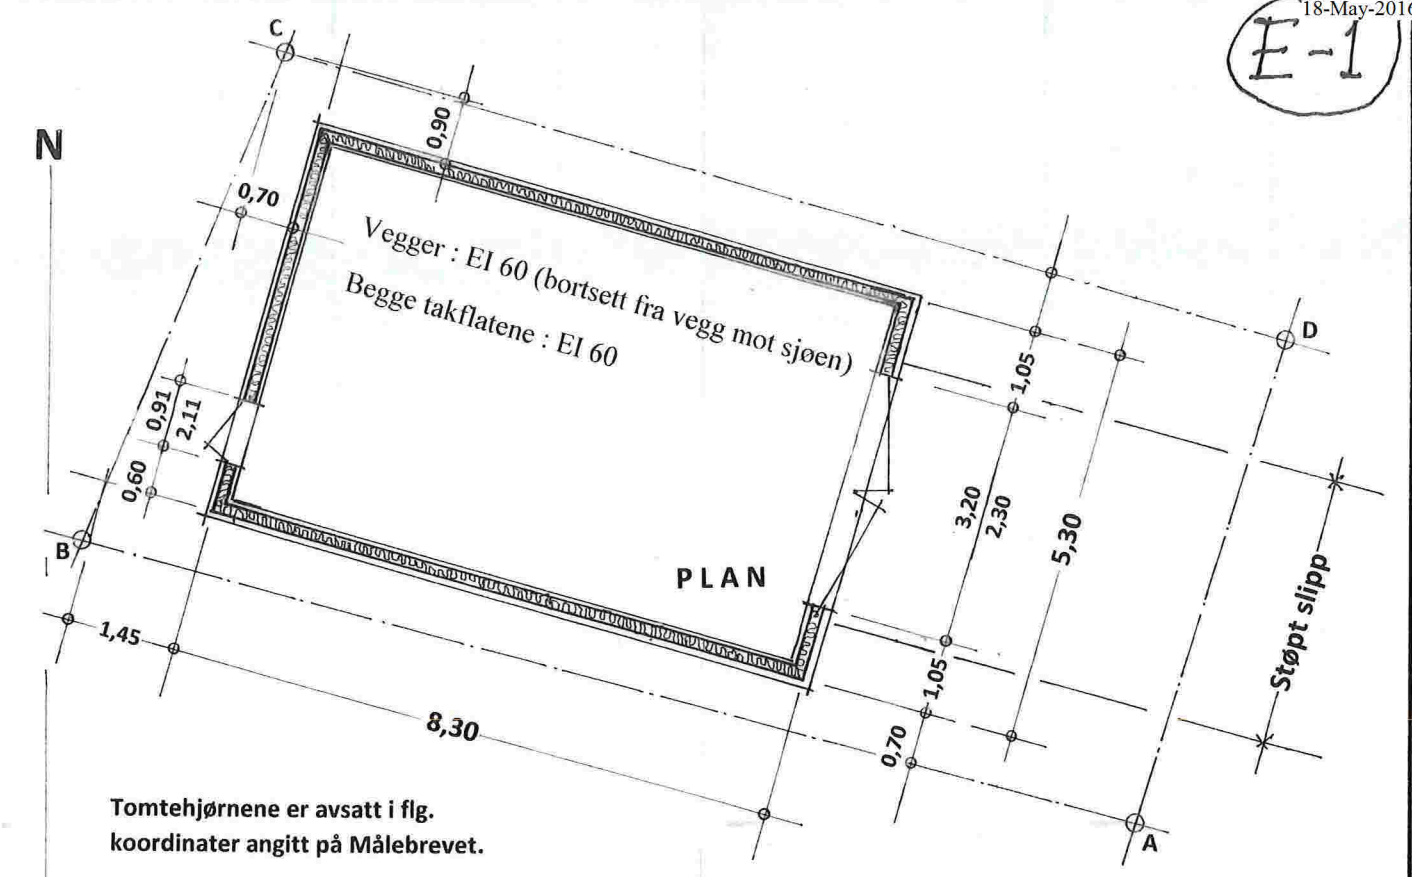 18-May-2016
E-1
C
N
0,90
0,70
Vegger : EI 60 (bortsett fra vegg mot sjøen)
Begge takflatene : EI 60
D
1,05
0,91
2,11
0,60
3,20
2,30
5,30
B
PLAN
Støpt slipp
1,45
1,05
8,30
0,70
A
Tomtehjørnene er avsatt i flg.
koordinater angitt på Målebrevet.